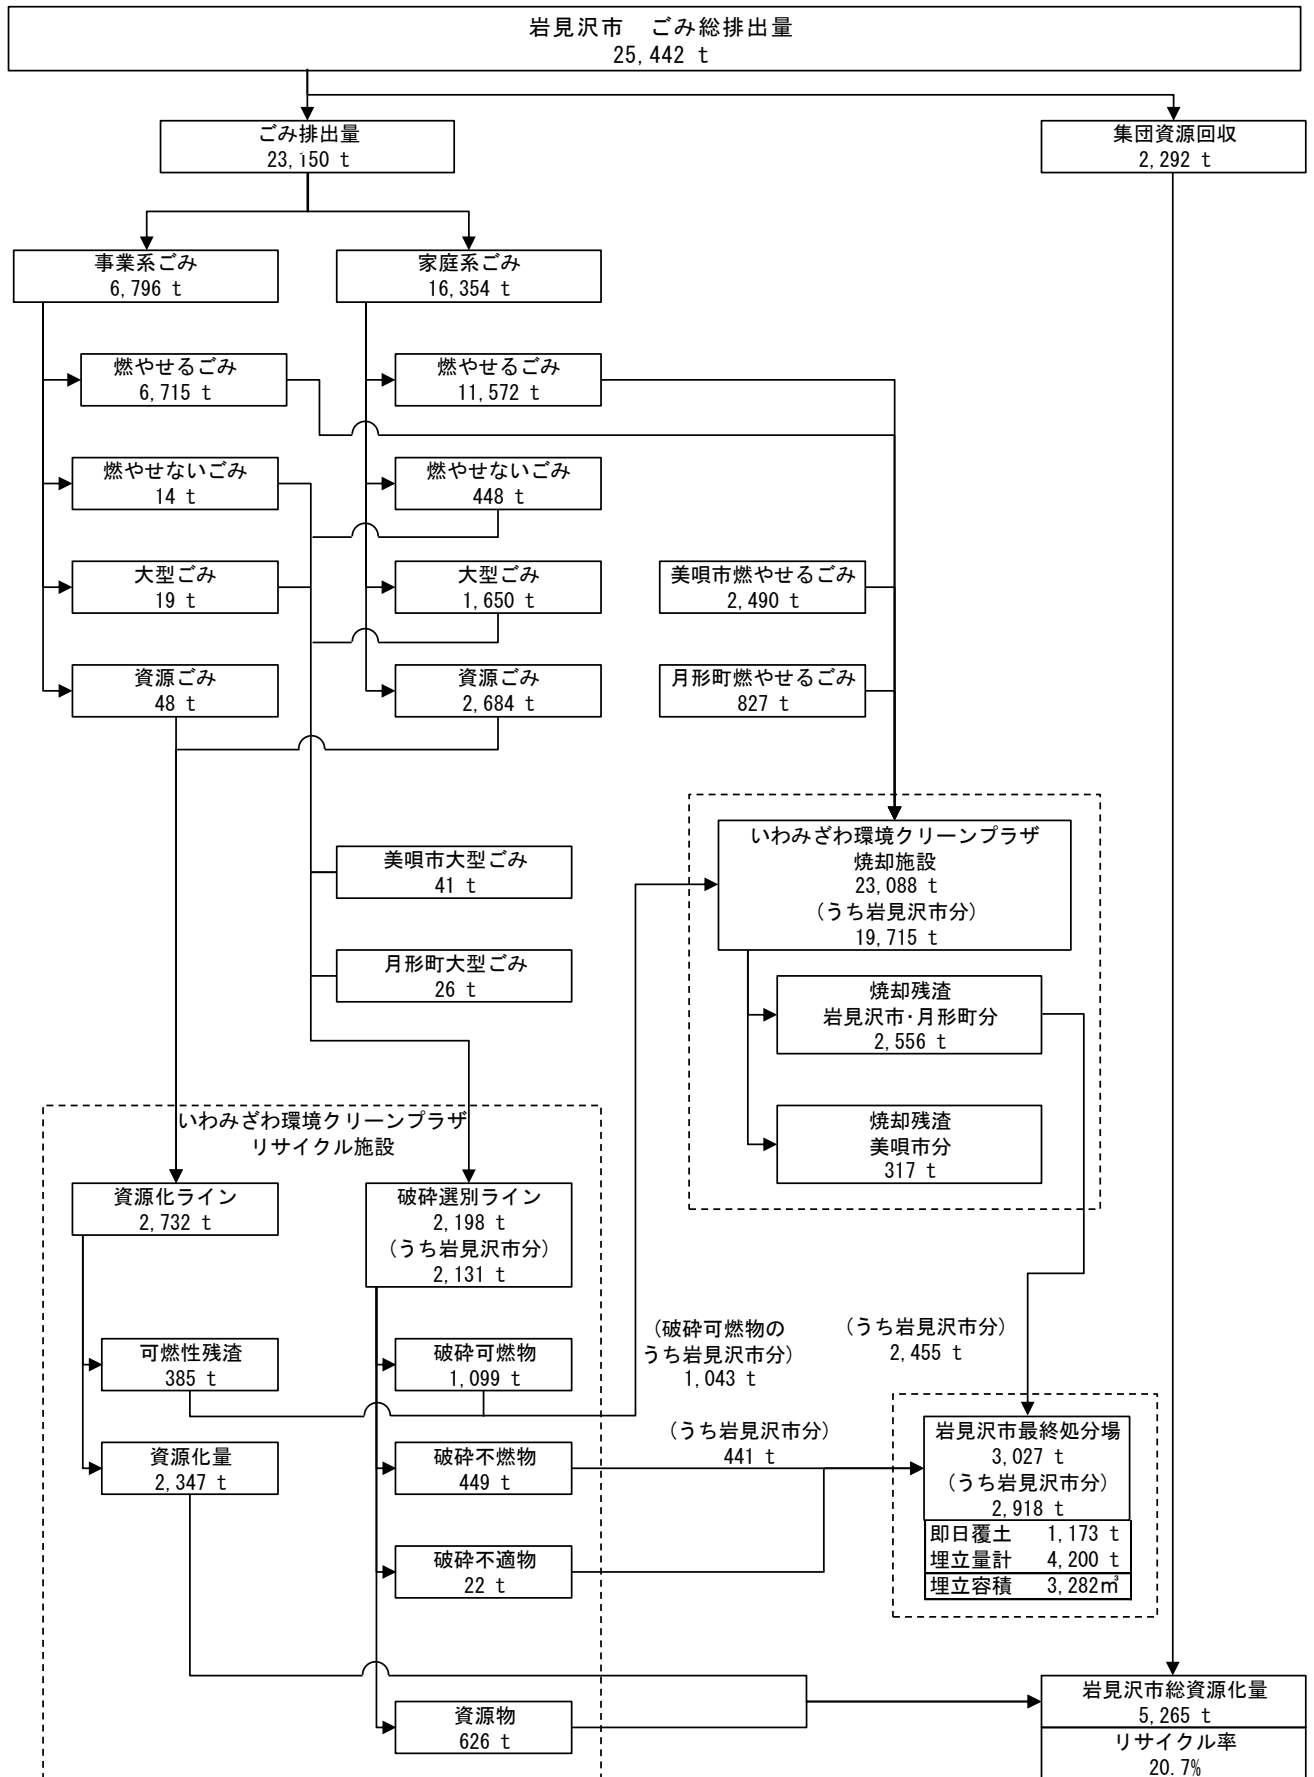 岩見沢市　ごみ総排出量
25,442 t
ごみ排出量
23,150 t
集団資源回収
2,292 t
事業系ごみ
6,796 t
家庭系ごみ
16,354 t
燃やせるごみ
6,715 t
燃やせるごみ
11,572 t
燃やせないごみ
14 t
燃やせないごみ
448 t
大型ごみ
19 t
大型ごみ
1,650 t
美唄市燃やせるごみ
2,490 t
資源ごみ
48 t
資源ごみ
2,684 t
月形町燃やせるごみ
827 t
美唄市大型ごみ
41 t
月形町大型ごみ
26 t
いわみざわ環境クリーンプラザ
焼却施設
23,088 t
(うち岩見沢市分)
19,715 t
焼却残渣
岩見沢市・月形町分
2,556 t
焼却残渣
美唄市分
317 t
いわみざわ環境クリーンプラザ
リサイクル施設
資源化ライン
2,732 t
破砕選別ライン
2,198 t
(うち岩見沢市分)
2,131 t
可燃性残渣
385 t
破砕可燃物
1,099 t
(破砕可燃物の
うち岩見沢市分)
1,043 t
(うち岩見沢市分)
2,455 t
資源化量
2,347 t
破砕不燃物
449 t
(うち岩見沢市分)
441 t
破砕不適物
22 t
岩見沢市最終処分場
3,027 t
(うち岩見沢市分)
2,918 t
即日覆土 1,173 t
埋立量計 4,200 t
埋立容積 3,282㎥
資源物
626 t
岩見沢市総資源化量
5,265 t
リサイクル率
20.7%